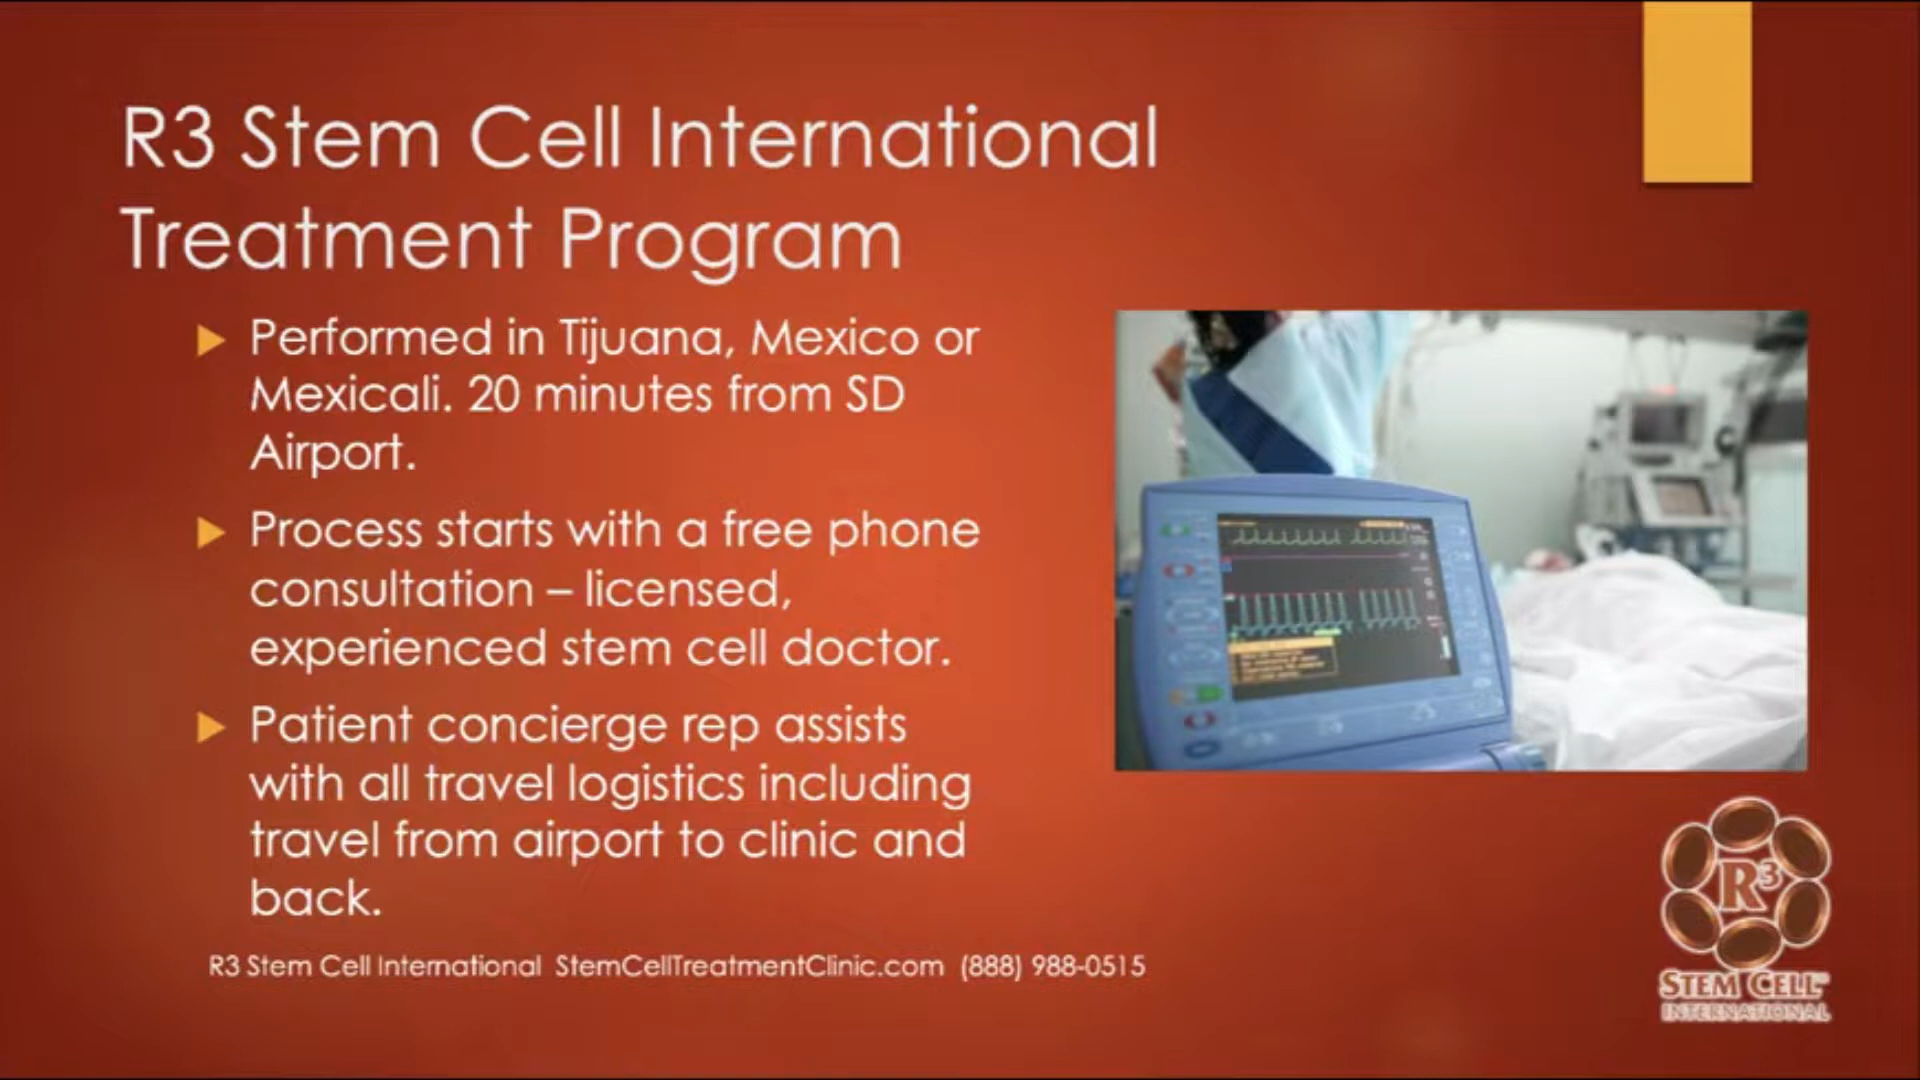 R3 Stem Cell International
Treatment Program
Performed in Tijuana, Mexico or
Mexicali. 20 minutes from SD
Airport.
Process starts with a free phone
consultation – licensed,
experienced stem cell doctor.
Patient concierge rep assists
with all travel logistics including
travel from airport to clinic and
back.
R3 Stem Cell International StemCellTreatmentClinic.com (888) 988-0515
R3
STEM CELL
INTERNATIONAL